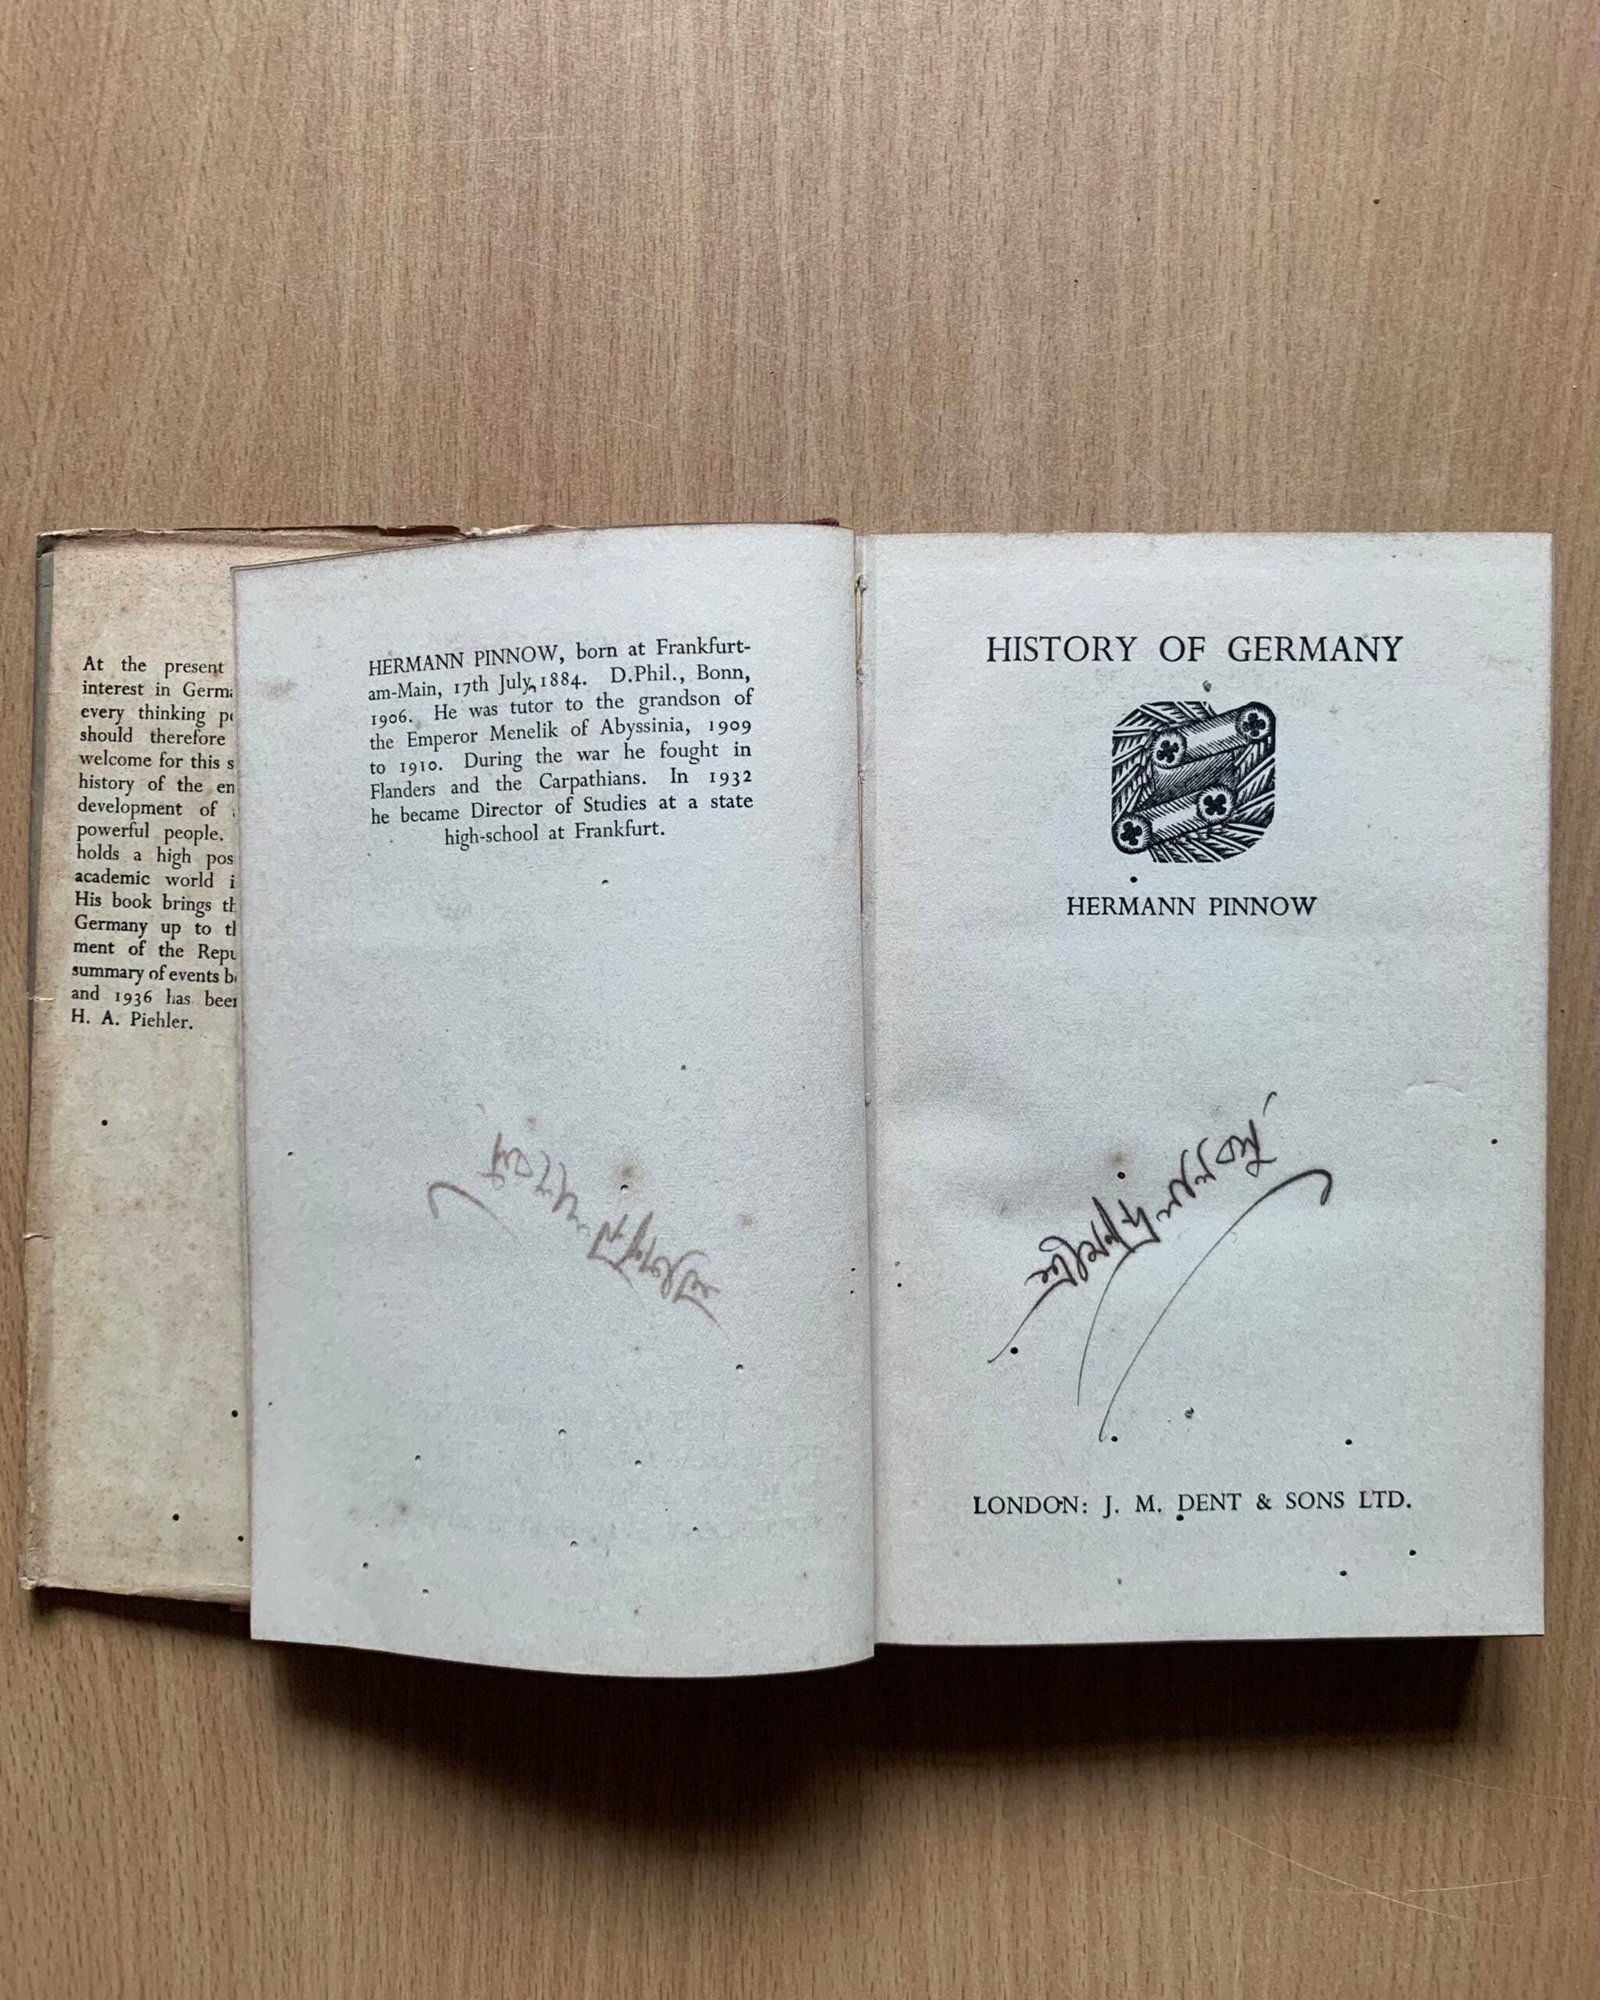 At the present
interest in Germ
every thinking p
should therefore
welcome for this s
history of the en
development of
powerful people.
holds a high pos
academic world i
His book brings th
Germany up to tl
ment of the Repu
summary of events b
and 1936 has been
H. A. Piehler.
HERMANN PINNOW, born at Frankfurt-
am-Main, 17th July, 1884. D.Phil., Bonn,
1906. He was tutor to the grandson of
the Emperor Menelik of Abyssinia, 1909
to 1910. During the war he fought in
Flanders and the Carpathians. In 1932
he became Director of Studies at a state
high-school at Frankfurt.
HISTORY OF GERMANY
HERMANN PINNOW
LONDON: J. M. DENT & SONS LTD.